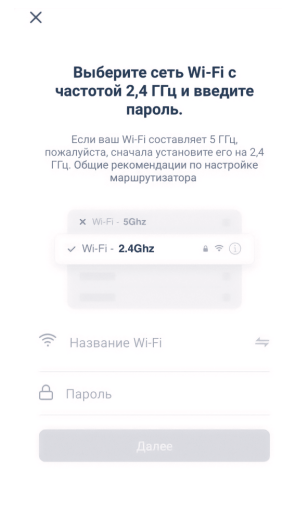 Выберите сеть Wi-Fi с
частотой 2,4 ГГц и введите
пароль.
Если ваш Wi-Fi составляет 5 ГГц,
пожалуйста, сначала установите его на 2,4
ГГц. Общие рекомендации по настройке
маршрутизатора
Wi-Fi - 5Ghz
Wi-Fi - 2.4Ghz
Название Wi-Fi
Пароль
Далее